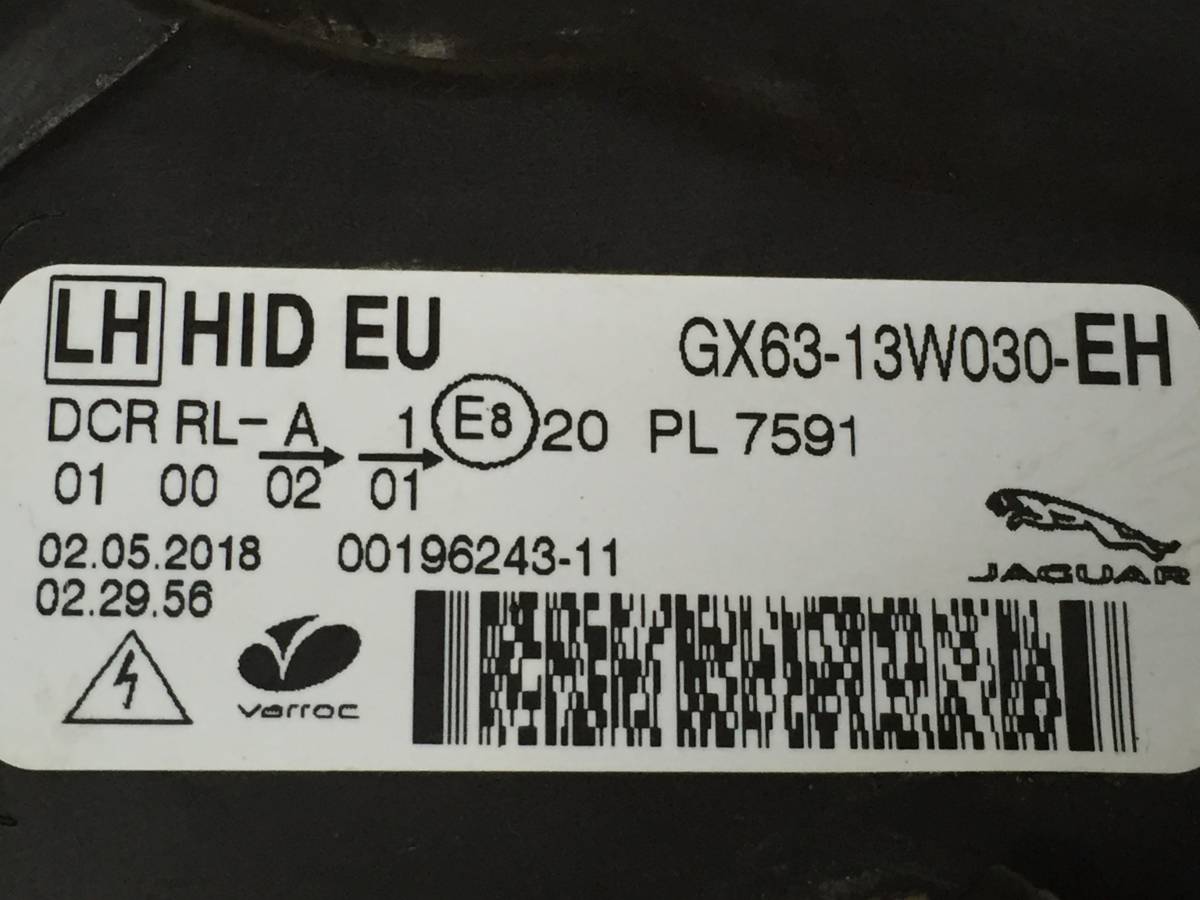 LH HID EU GX63-13W030-EH
DCR RL- A 1 E8 20 PL 7591
01 00 02 01
02.05.2018 00196243-11
02.29.56
JAGUAR
varroc